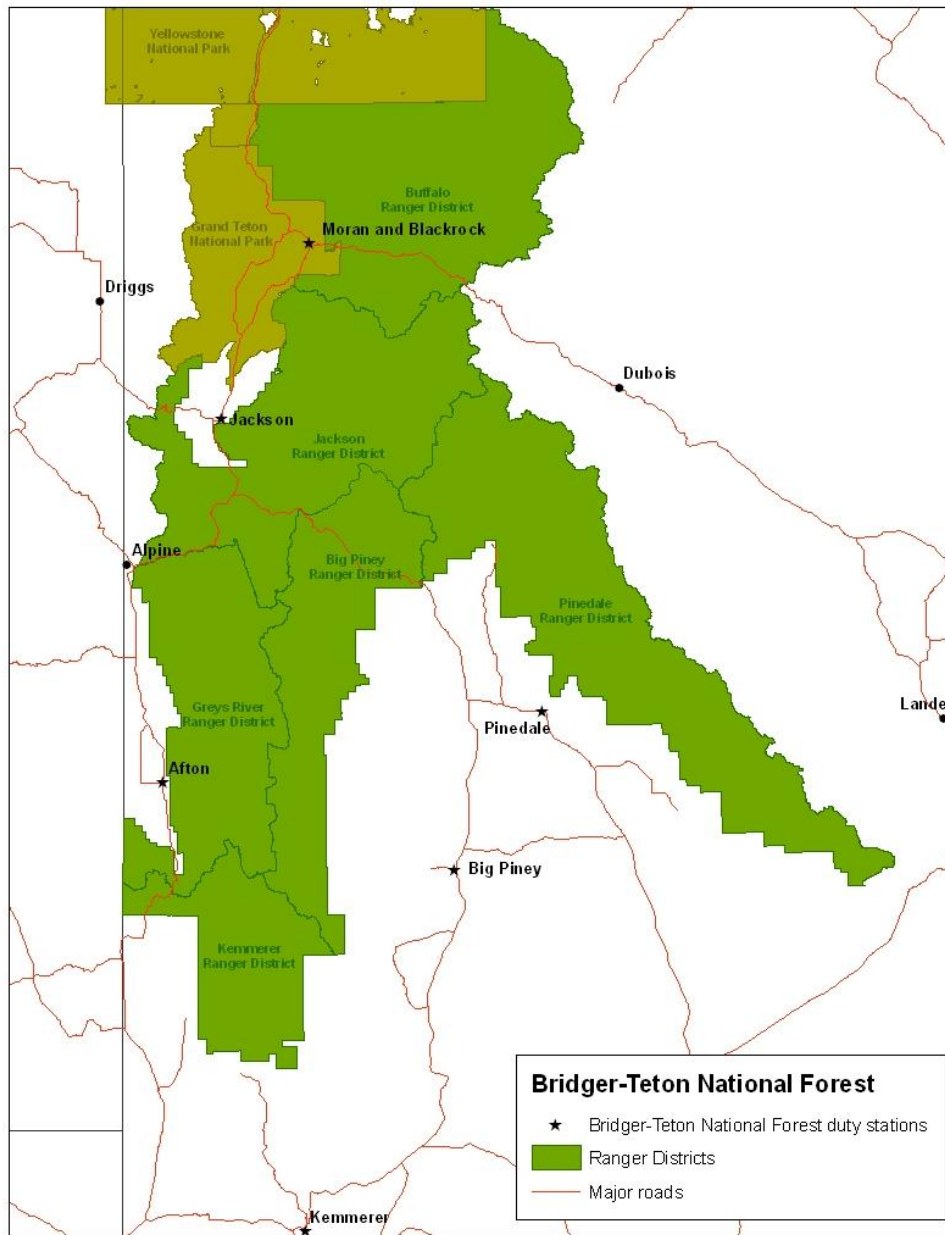 Yellowstone
National Park
Buffalo
Ranger District
Grand Teton
National Park
Moran and Blackrock
Driggs
Dubois
Jackson
Jackson
Ranger District
Alpine
Big Piney
Ranger District
Pinedale
Ranger District
Greys River
Ranger District
Lande
Pinedale
Afton
Big Piney
Kemmerer
Ranger District
Bridger-Teton National Forest
Bridger-Teton National Forest duty stations
Ranger Districts
Major roads
Kemmerer